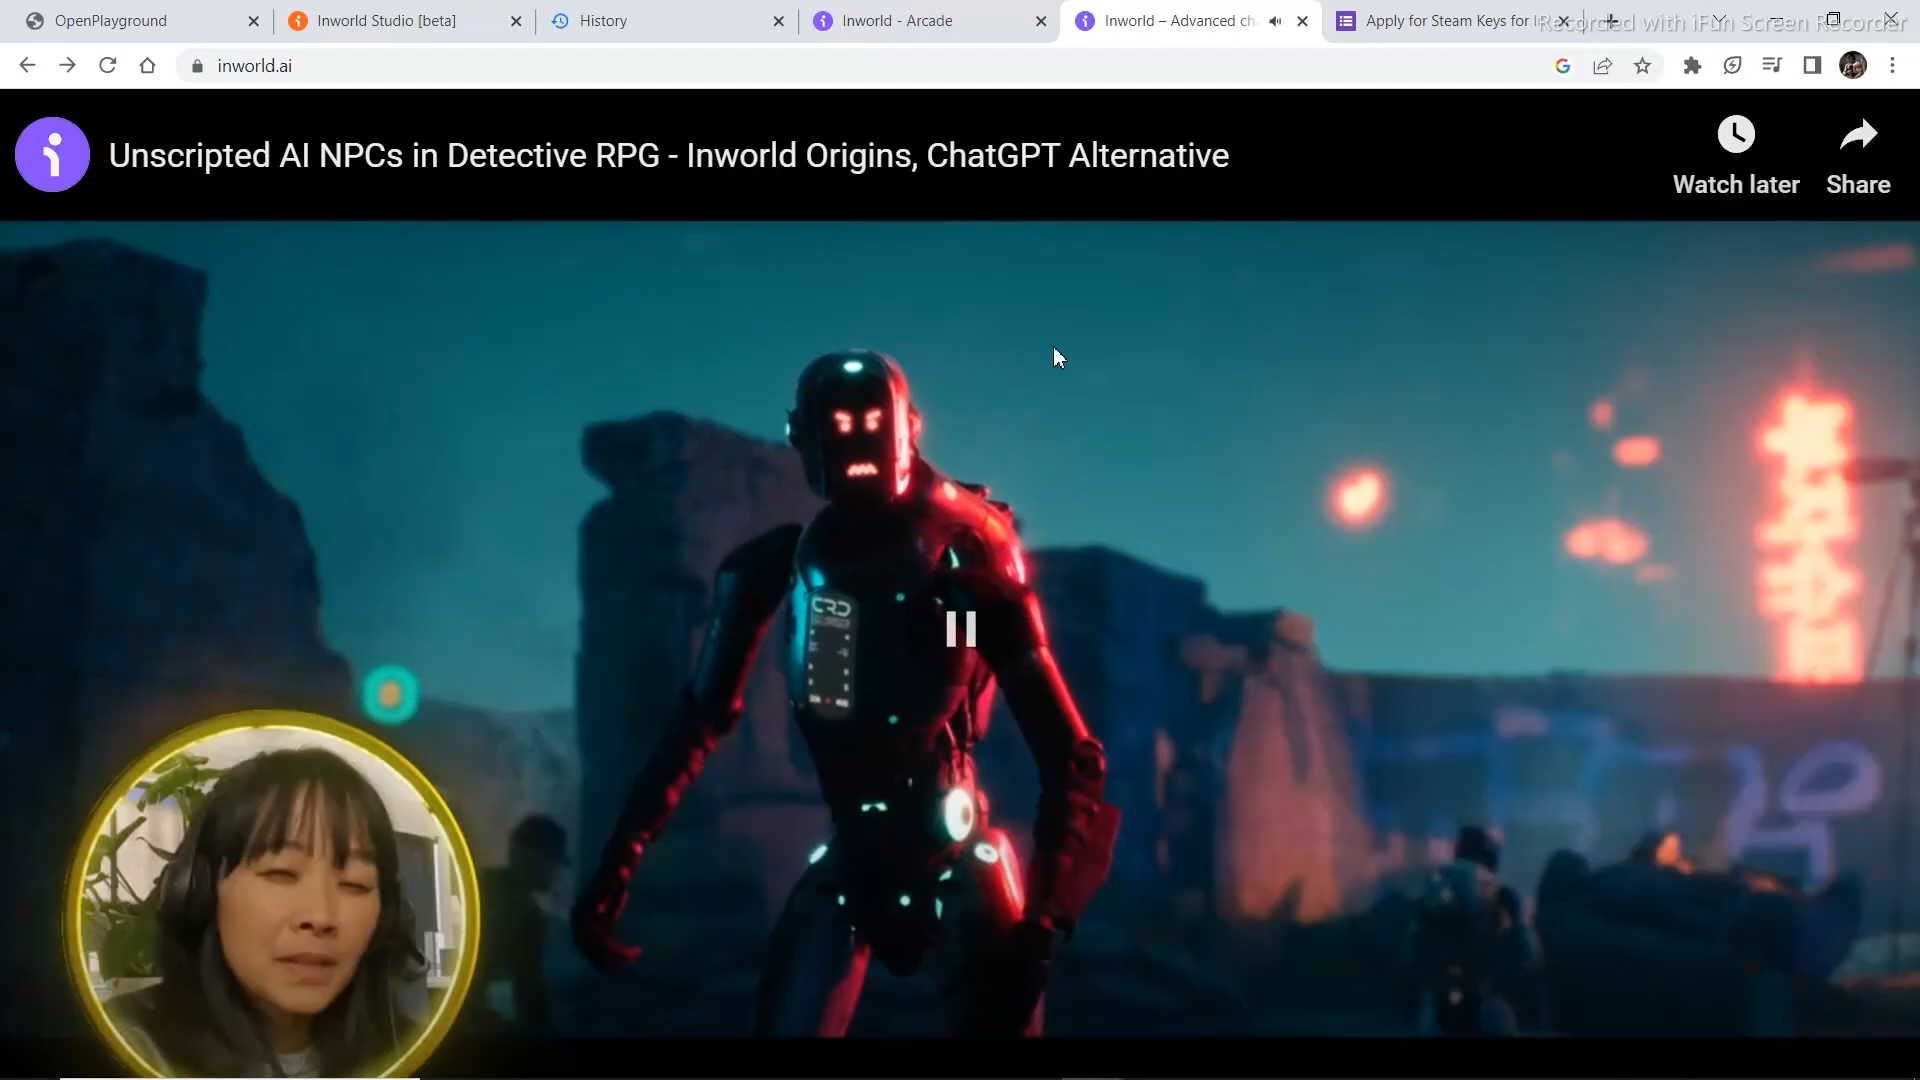 OpenPlayground
Inworld Studio [beta]
History
Inworld - Arcade
Inworld – Advanced ch
Apply for Steam Keys for I
Recorded with iFun Screen Recorder
inworld.ai
Unscripted AI NPCs in Detective RPG - Inworld Origins, ChatGPT Alternative
Watch later
Share
CRD